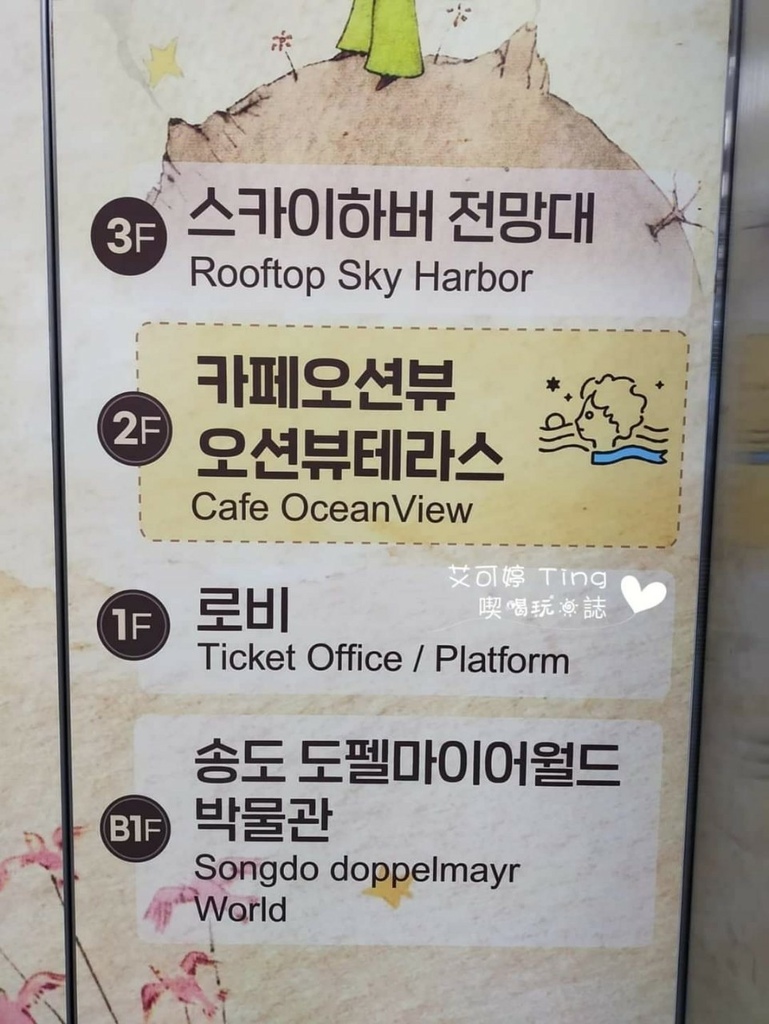 3F
스카이하버 전망대
Rooftop Sky Harbor
2F
카페오션뷰
오션뷰테라스
Cafe OceanView
艾可婷 Ting
喫喝玩誌
1F
로비
Ticket Office / Platform
B1F
송도 도펠마이어월드
박물관
Songdo doppelmayr
World